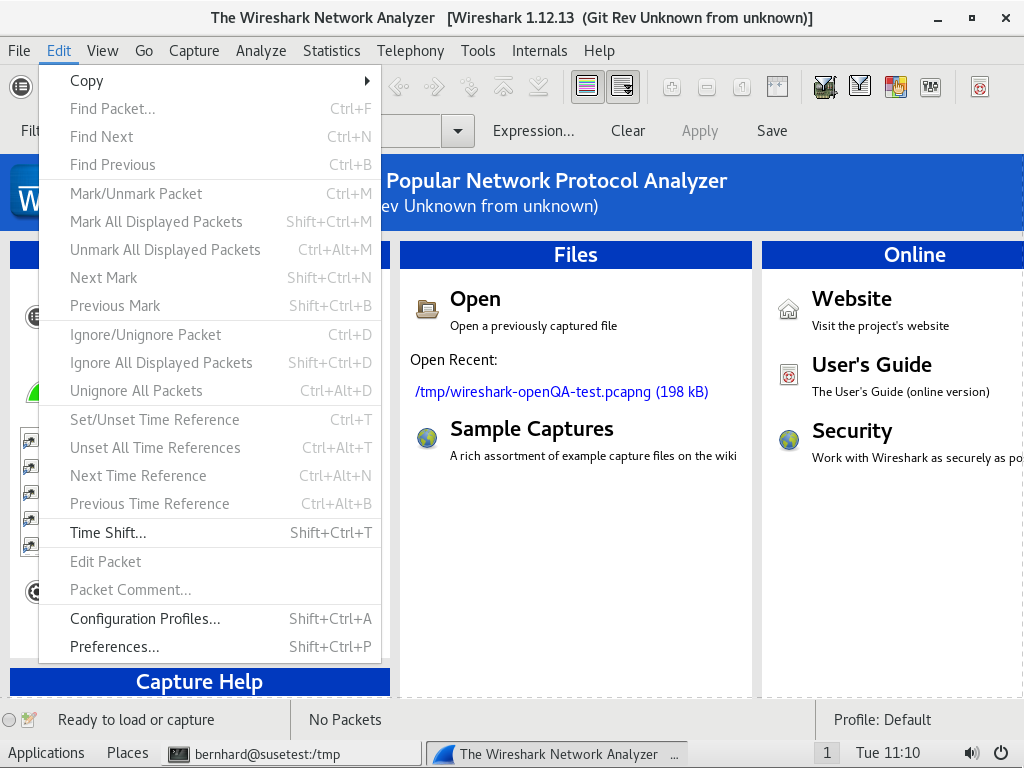 The Wireshark Network Analyzer [Wireshark 1.12.13 (Git Rev Unknown from unknown)]
File Edit View Go Capture Analyze Statistics Telephony Tools Internals Help
Expression... Clear Apply Save
Copy
Find Packet... Ctrl+F
Find Next Ctrl+N
Find Previous Ctrl+B
Mark/Unmark Packet Ctrl+M
Mark All Displayed Packets Shift+Ctrl+M
Unmark All Displayed Packets Ctrl+Alt+M
Next Mark Shift+Ctrl+N
Previous Mark Shift+Ctrl+B
Ignore/Unignore Packet Ctrl+D
Ignore All Displayed Packets Shift+Ctrl+D
Unignore All Packets Ctrl+Alt+D
Set/Unset Time Reference Ctrl+T
Unset All Time References Ctrl+Alt+T
Next Time Reference Ctrl+Alt+N
Previous Time Reference Ctrl+Alt+B
Time Shift... Shift+Ctrl+T
Edit Packet
Packet Comment...
Configuration Profiles... Shift+Ctrl+A
Preferences... Shift+Ctrl+P
Popular Network Protocol Analyzer
ev Unknown from unknown)
Files
Open
Open a previously captured file
Open Recent:
/tmp/wireshark-openQA-test.pcapng (198 kB)
Sample Captures
A rich assortment of example capture files on the wiki
Online
Website
Visit the project's website
User's Guide
The User's Guide (online version)
Security
Work with Wireshark as securely as po
Capture Help
Ready to load or capture No Packets Profile: Default
Applications Places bernhard@susetest:/tmp The Wireshark Network Analyzer ... 1 Tue 11:10